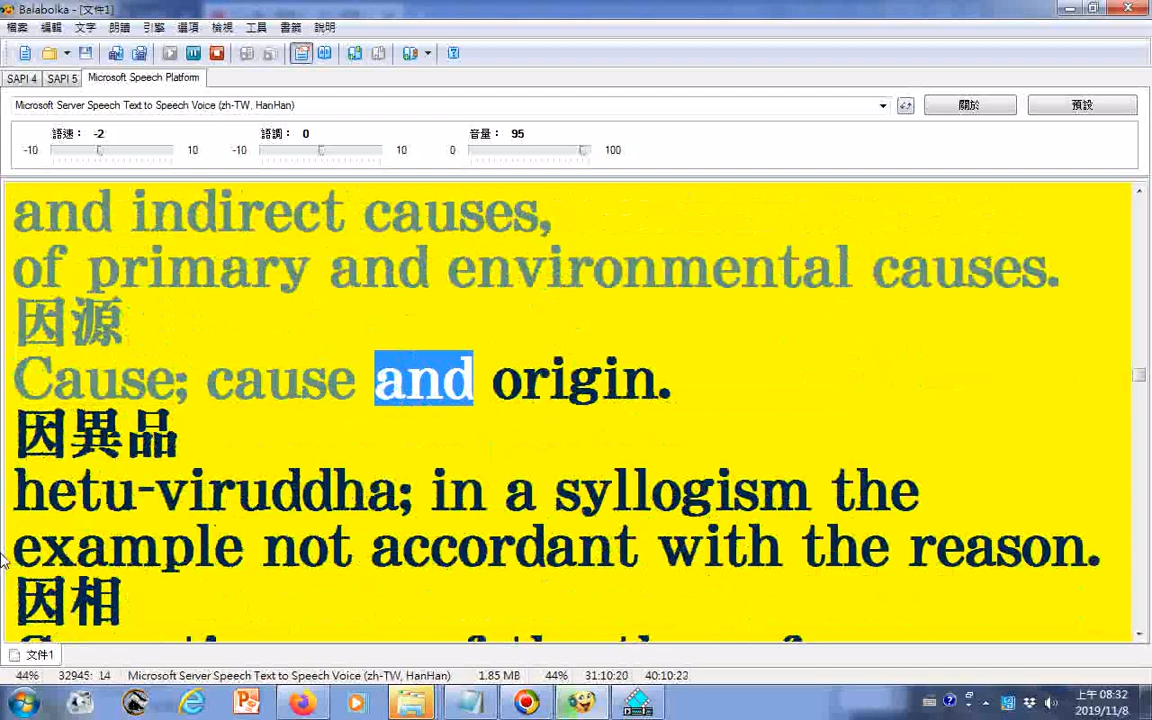 Balabolka - [文件1]
檔案 編輯 文字 朗讀 引擎 選項 檢視 工具 書籤 說明
SAPI 4 SAPI 5 Microsoft Speech Platform
Microsoft Server Speech Text to Speech Voice (zh-TW, HanHan) 關於 預設
語速： -2 語調： 0 音量： 95
-10 10 -10 10 0 100
and indirect causes,
of primary and environmental causes.
因源
Cause; cause and origin.
因異品
hetu-viruddha; in a syllogism the
example not accordant with the reason.
因相
文件1
44% 32945: 14 Microsoft Server Speech Text to Speech Voice (zh-TW, HanHan) 1.85 MB 44% 31:10:20 40:10:23
上午 08:32
2019/11/8